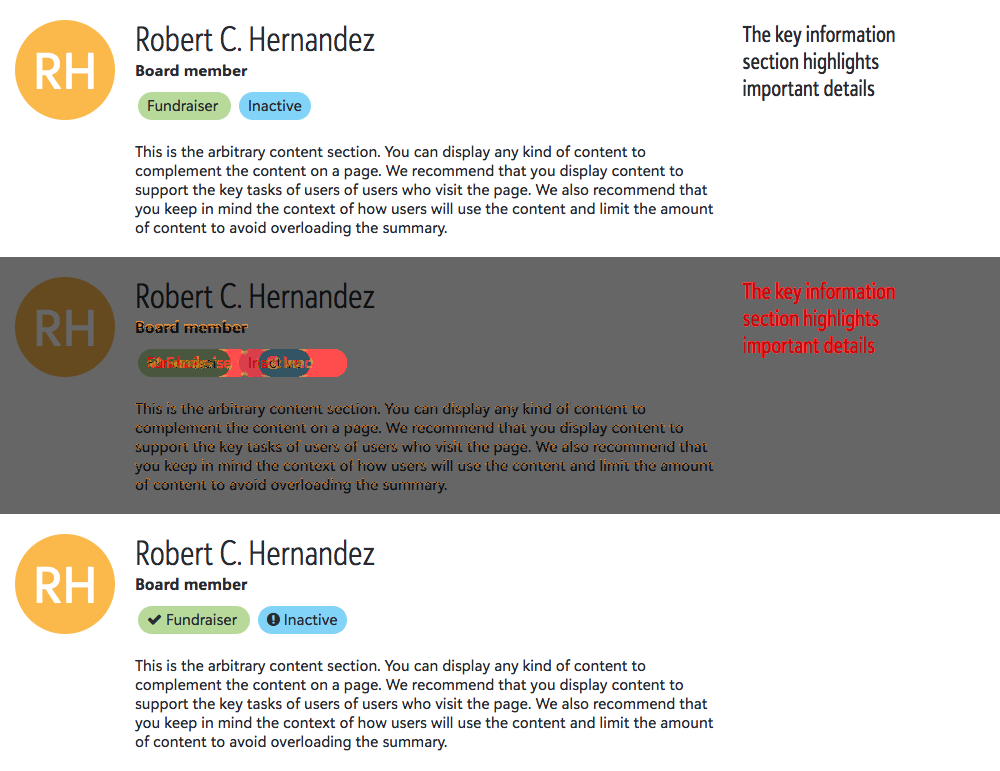 RH
Robert C. Hernandez
Board member
Fundraiser Inactive
The key information
section highlights
important details
This is the arbitrary content section. You can display any kind of content to
complement the content on a page. We recommend that you display content to
support the key tasks of users of users who visit the page. We also recommend that
you keep in mind the context of how users will use the content and limit the amount
of content to avoid overloading the summary.
RH
Robert C. Hernandez
Board member
The key information
section highlights
important details
This is the arbitrary content section. You can display any kind of content to
complement the content on a page. We recommend that you display content to
support the key tasks of users of users who visit the page. We also recommend that
you keep in mind the context of how users will use the content and limit the amount
of content to avoid overloading the summary.
RH
Robert C. Hernandez
Board member
Fundraiser Inactive
This is the arbitrary content section. You can display any kind of content to
complement the content on a page. We recommend that you display content to
support the key tasks of users of users who visit the page. We also recommend that
you keep in mind the context of how users will use the content and limit the amount
of content to avoid overloading the summary.